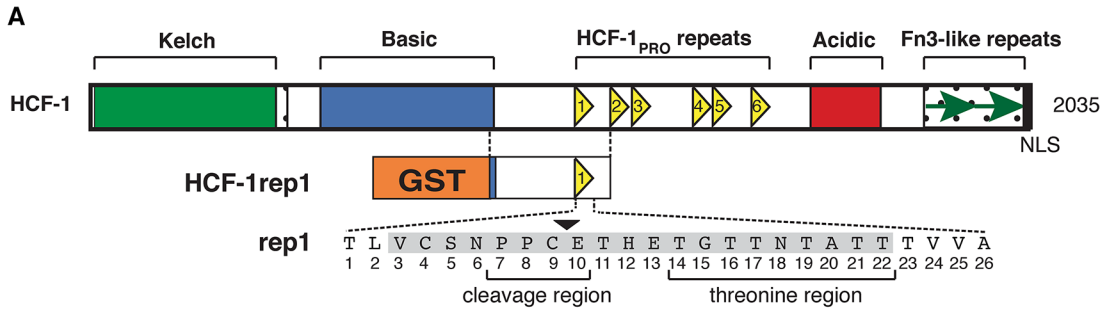 A
Kelch Basic HCF-1PRO repeats Acidic Fn3-like repeats
HCF-1 1 2 3 4 5 6 2035
NLS
HCF-1rep1 GST 1
rep1 T L V C S N P P C E T H E T G T T N T A T T T V V A
1 2 3 4 5 6 7 8 9 10 11 12 13 14 15 16 17 18 19 20 21 22 23 24 25 26
cleavage region threonine region